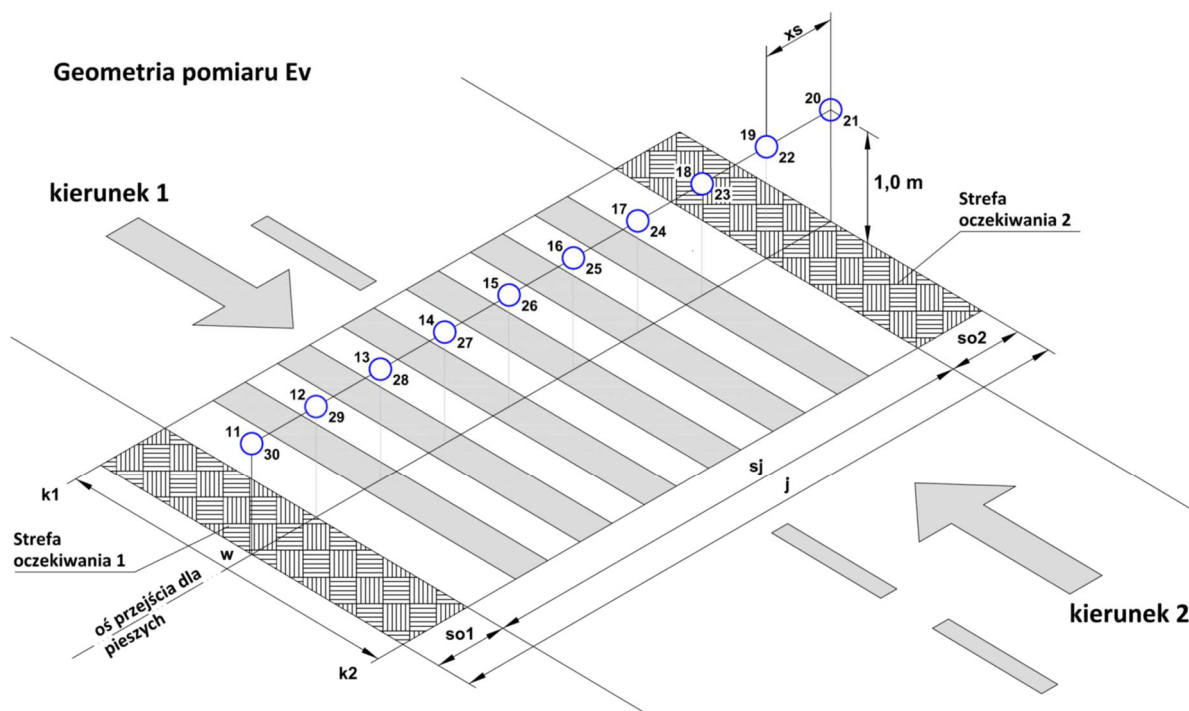 Geometria pomiaru Ev
xs
20
21
19
22
kierunek 1
18
23
1,0 m
Strefa
oczekiwania 2
17
24
16
25
15
26
14
27
13
28
12
29
11
30
so2
sj
j
k1
Strefa
oczekiwania 1
w
oś przejścia dla
pieszych
so1
k2
kierunek 2